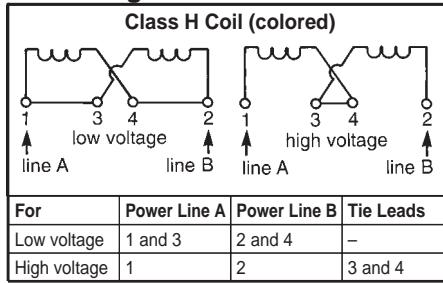 Class H Coil (colored)
1 3 4 2 1 3 4 2
low voltage high voltage
line A line B line A line B
For Power Line A Power Line B Tie Leads
Low voltage 1 and 3 2 and 4 –
High voltage 1 2 3 and 4